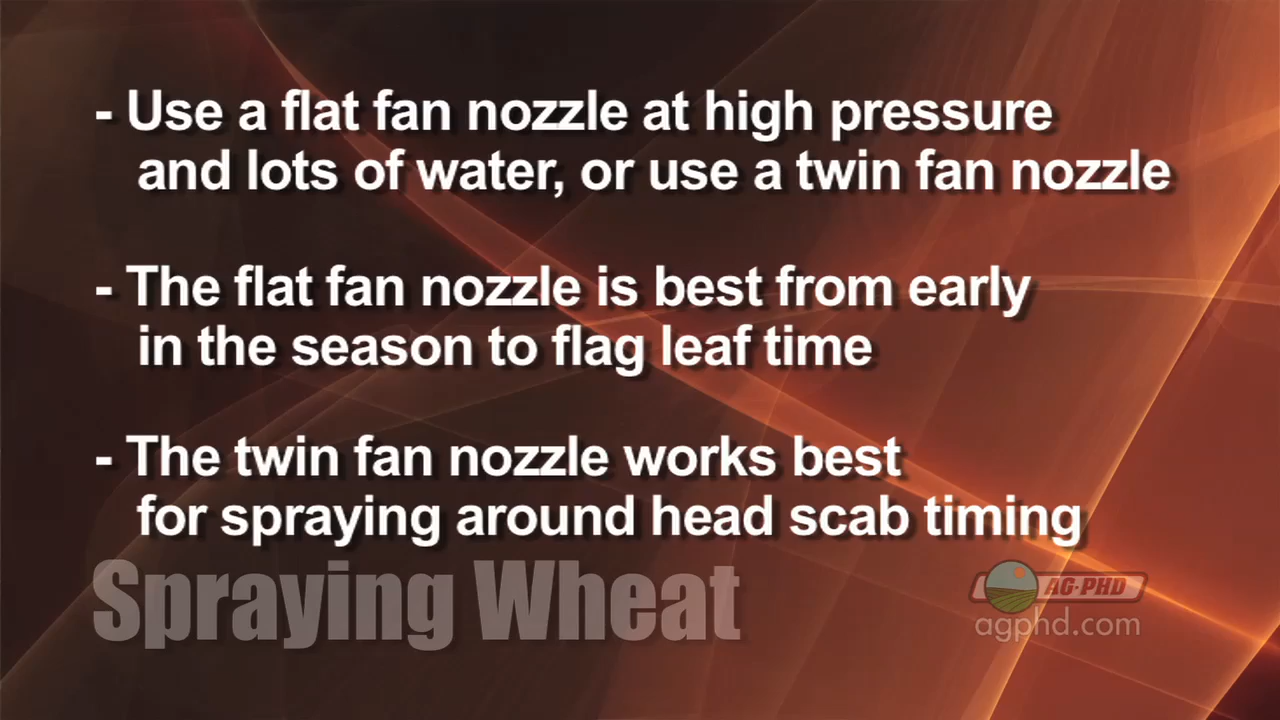 - Use a flat fan nozzle at high pressure
and lots of water, or use a twin fan nozzle
- The flat fan nozzle is best from early
in the season to flag leaf time
- The twin fan nozzle works best
for spraying around head scab timing
Spraying Wheat
AG·PHD
agphd.com